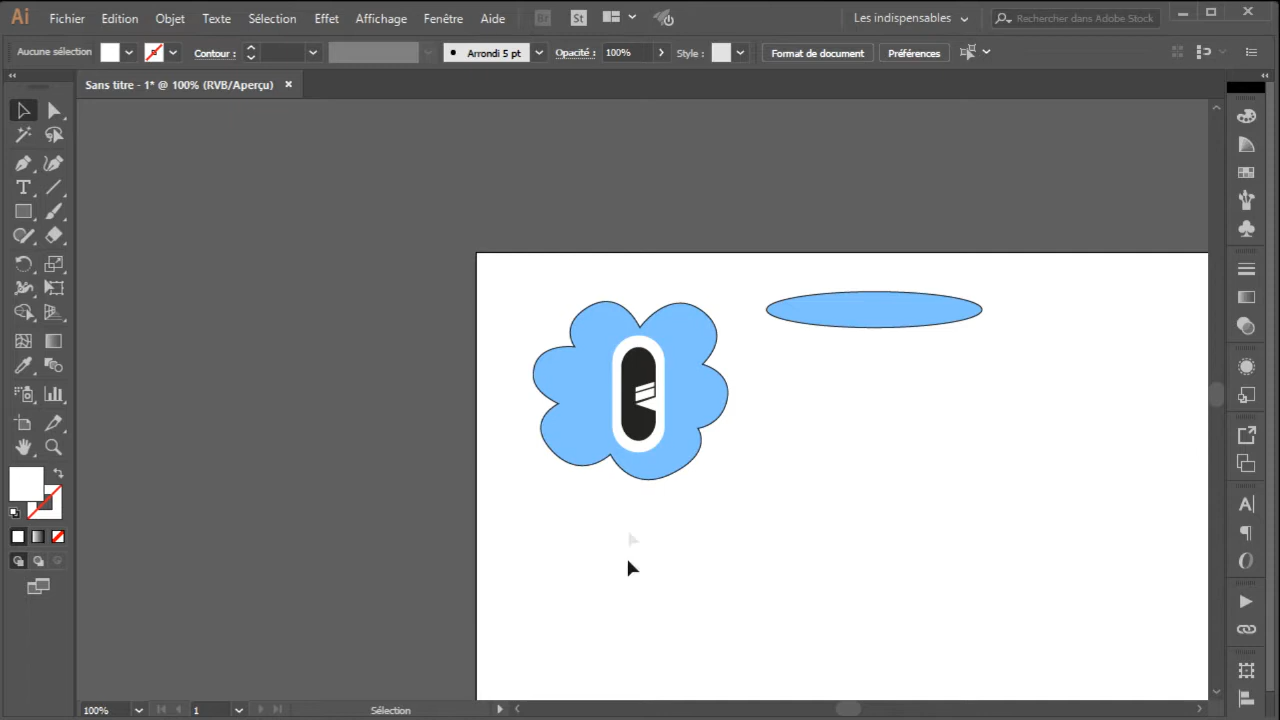 Ai Fichier Edition Objet Texte Sélection Effet Affichage Fenêtre Aide Br St Les indispensables Rechercher dans Adobe Stock
Aucune sélection Contour : Arrondi 5 pt Opacité : 100% Style : Format de document Préférences
Sans titre - 1* @ 100% (RVB/Aperçu)
100% 1 Sélection